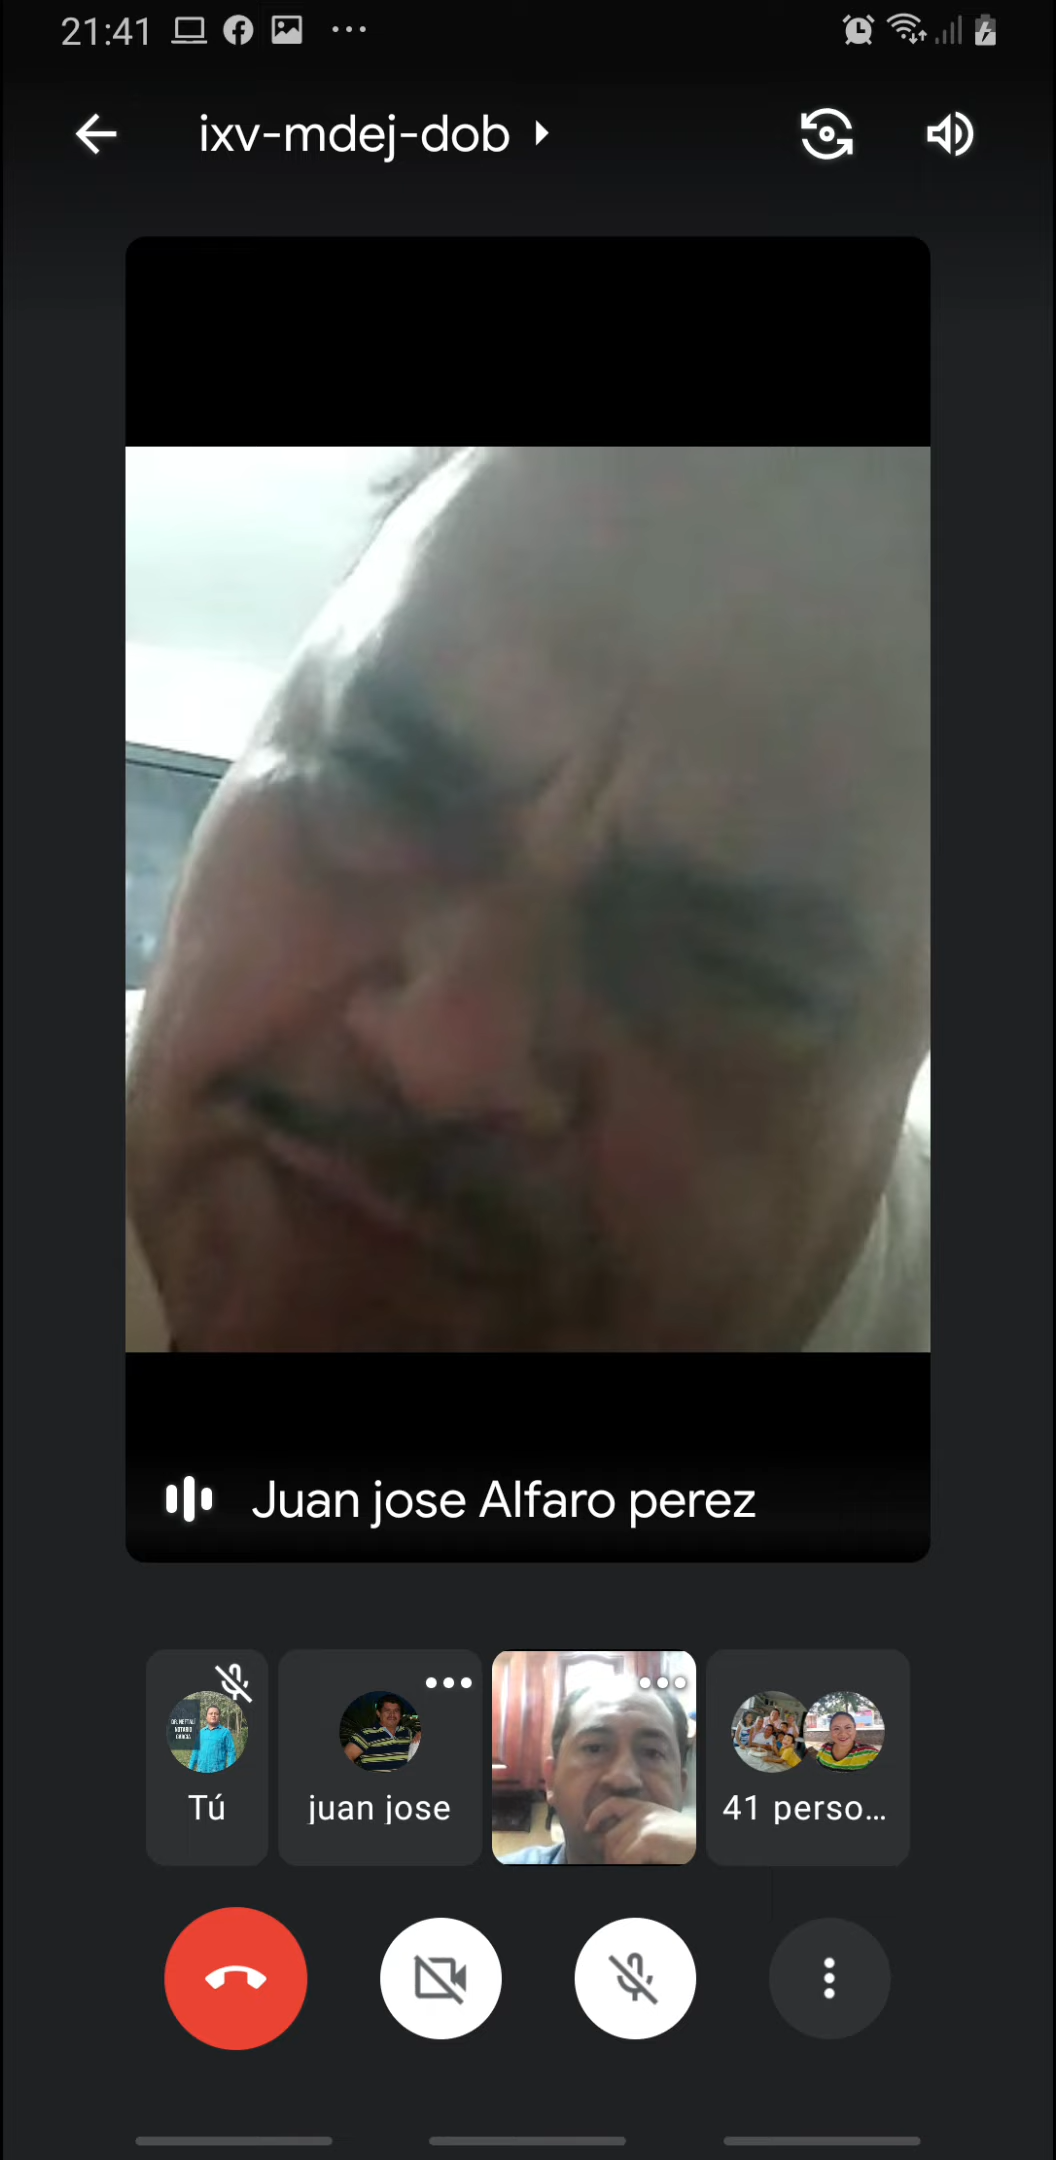 21:41
ixv-mdej-dob
Juan jose Alfaro perez
Tú
juan jose
41 perso...